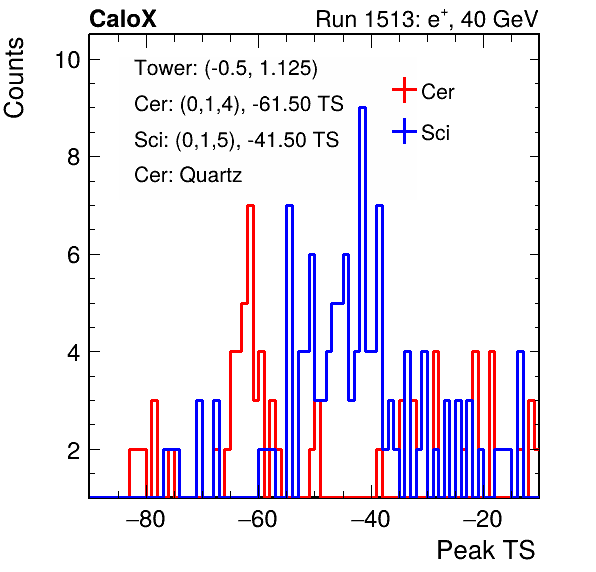 CaloX Run 1513: e⁺, 40 GeV
Counts
10
8
6
4
2
Tower: (-0.5, 1.125)
Cer: (0,1,4), -61.50 TS
Sci: (0,1,5), -41.50 TS
Cer: Quartz
Cer
Sci
−80 −60 −40 −20
Peak TS